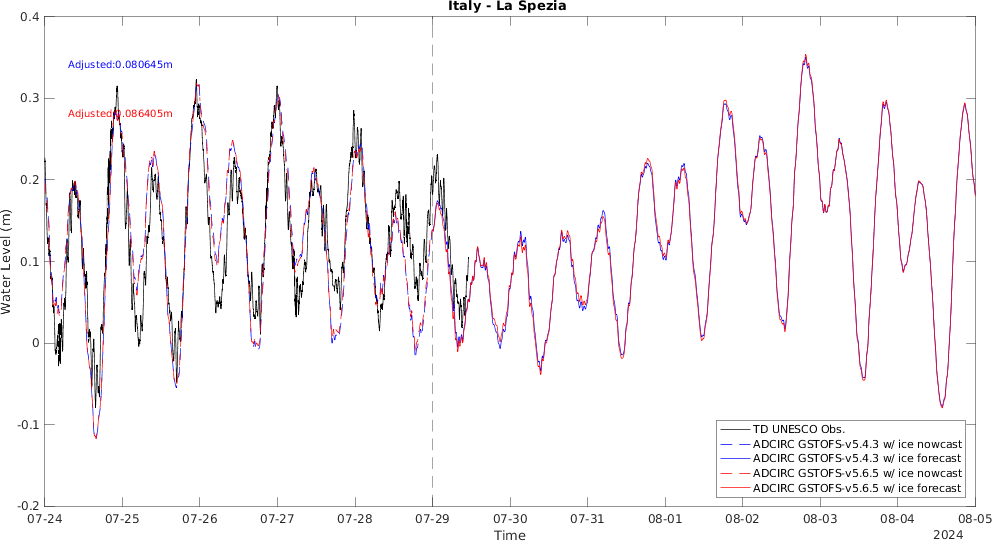 Italy - La Spezia
0.4
Adjusted:0.080645m
0.3
Adjusted:0.086405m
0.2
Water Level (m)
0.1
0
-0.1
-0.2
TD UNESCO Obs.
ADCIRC GSTOFS-v5.4.3 w/ ice nowcast
ADCIRC GSTOFS-v5.4.3 w/ ice forecast
ADCIRC GSTOFS-v5.6.5 w/ ice nowcast
ADCIRC GSTOFS-v5.6.5 w/ ice forecast
07-24 07-25 07-26 07-27 07-28 07-29 07-30 07-31 08-01 08-02 08-03 08-04 08-05
Time
2024